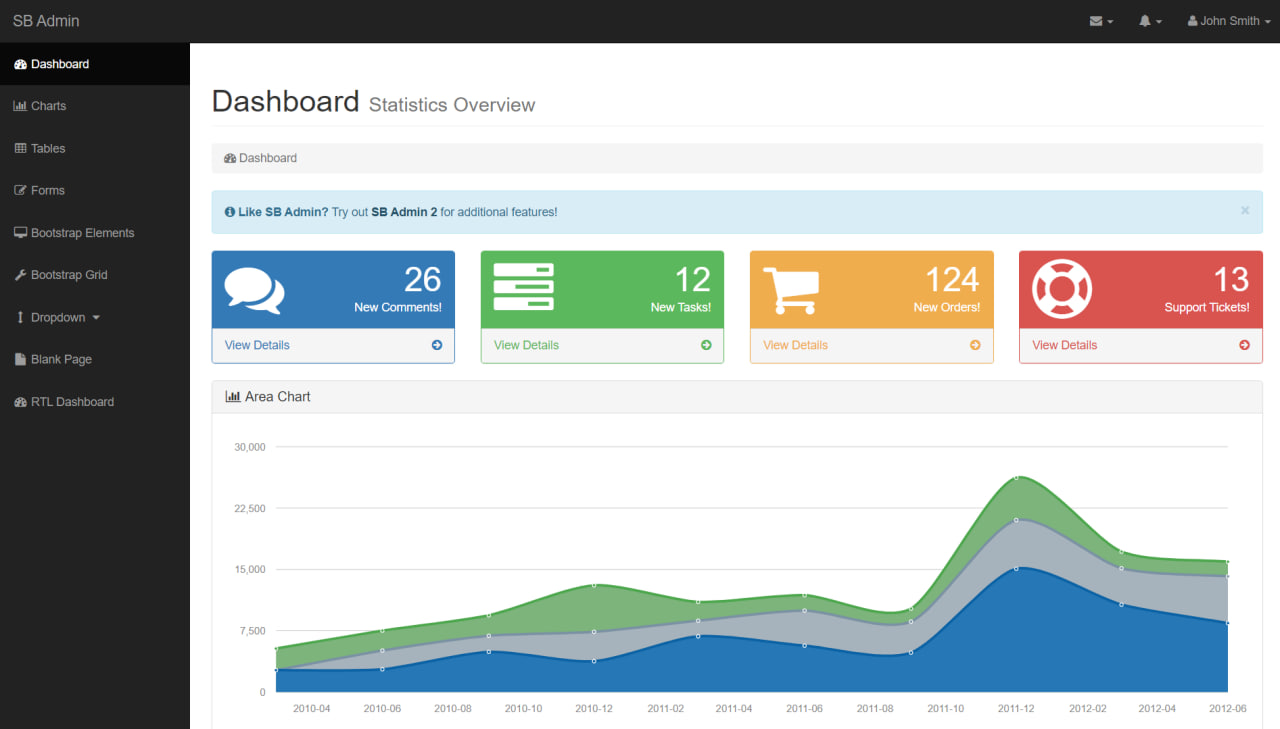 SB Admin
John Smith
Dashboard
Charts
Tables
Forms
Bootstrap Elements
Bootstrap Grid
Dropdown
Blank Page
RTL Dashboard
Dashboard Statistics Overview
Dashboard
Like SB Admin? Try out SB Admin 2 for additional features!
×
26
New Comments!
View Details
12
New Tasks!
View Details
124
New Orders!
View Details
13
Support Tickets!
View Details
Area Chart
30,000
22,500
15,000
7,500
0
2010-04 2010-06 2010-08 2010-10 2010-12 2011-02 2011-04 2011-06 2011-08 2011-10 2011-12 2012-02 2012-04 2012-06